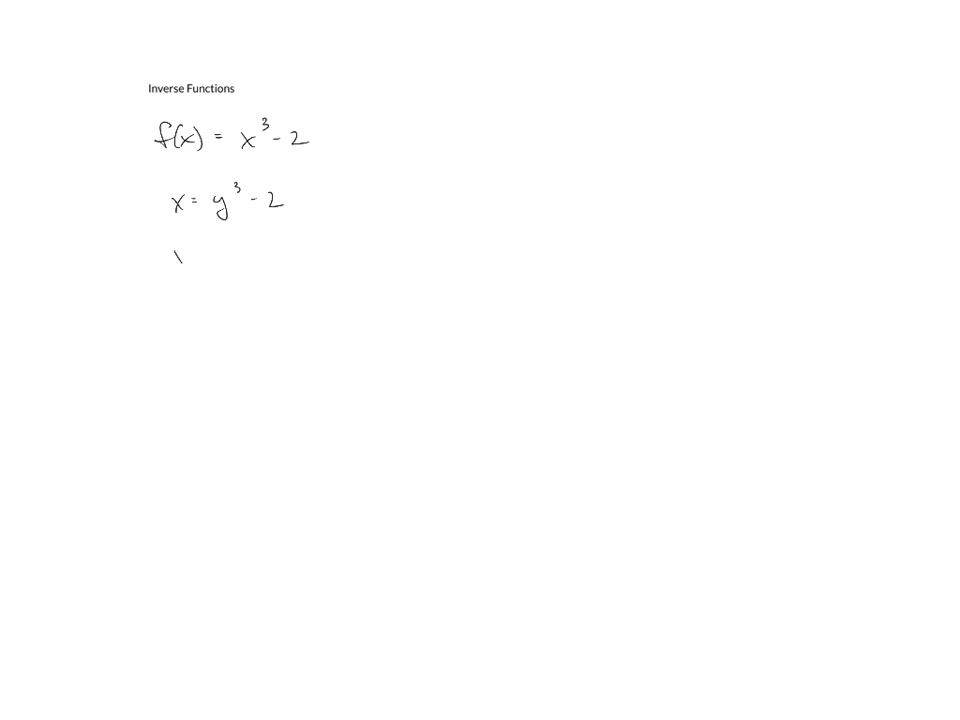 Inverse Functions
f(x) = x³ - 2
x = y³ - 2